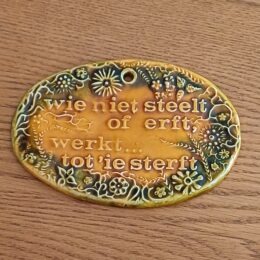 wie niet steelt
of erft,
werkt...
tot 'ie sterft